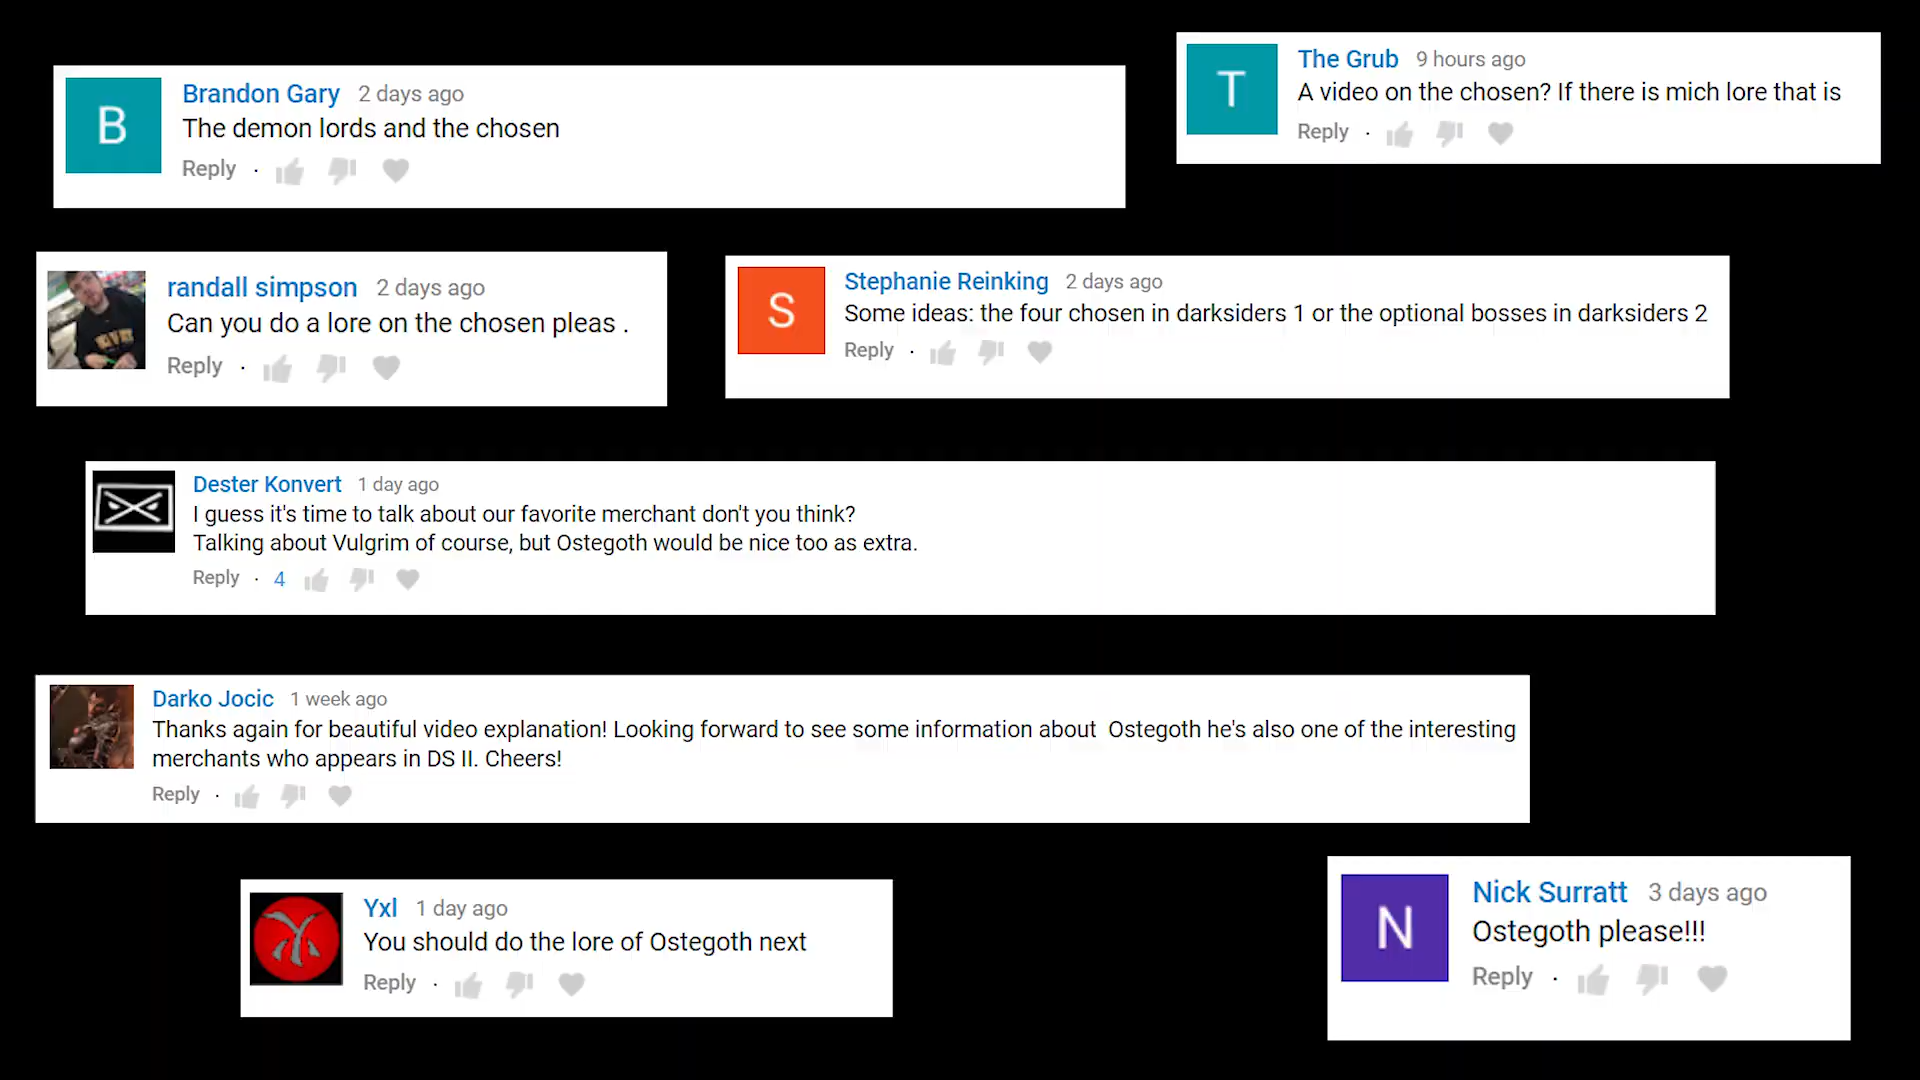 B
Brandon Gary 2 days ago
The demon lords and the chosen
Reply ·
T
The Grub 9 hours ago
A video on the chosen? If there is mich lore that is
Reply ·
randall simpson 2 days ago
Can you do a lore on the chosen pleas .
Reply ·
S
Stephanie Reinking 2 days ago
Some ideas: the four chosen in darksiders 1 or the optional bosses in darksiders 2
Reply ·
Dester Konvert 1 day ago
I guess it's time to talk about our favorite merchant don't you think?
Talking about Vulgrim of course, but Ostegoth would be nice too as extra.
Reply · 4
Darko Jocic 1 week ago
Thanks again for beautiful video explanation! Looking forward to see some information about Ostegoth he's also one of the interesting
merchants who appears in DS II. Cheers!
Reply ·
Yxl 1 day ago
You should do the lore of Ostegoth next
Reply ·
N
Nick Surratt 3 days ago
Ostegoth please!!!
Reply ·